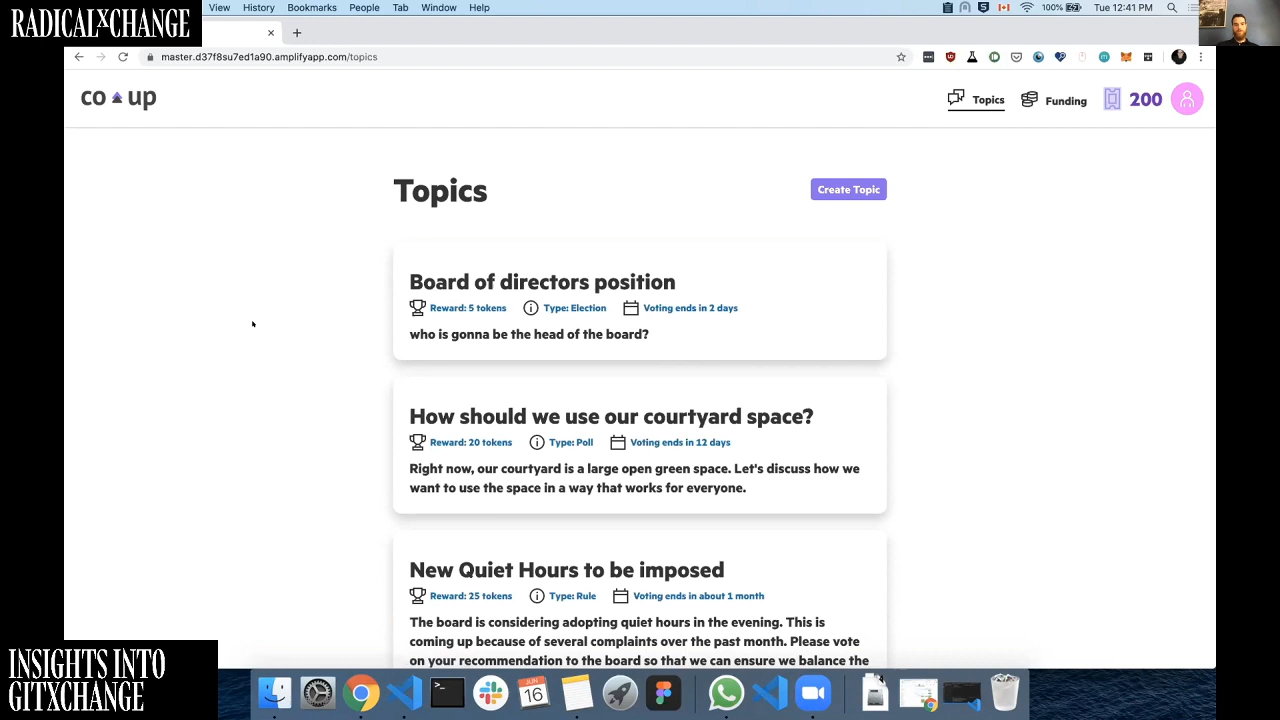 RADICALXCHANGE
View History Bookmarks People Tab Window Help
100% Tue 12:41 PM
master.d37f8su7ed1a90.amplifyapp.com/topics
co up
Topics Funding 200
Topics
Create Topic
Board of directors position
Reward: 5 tokens Type: Election Voting ends in 2 days
who is gonna be the head of the board?
How should we use our courtyard space?
Reward: 20 tokens Type: Poll Voting ends in 12 days
Right now, our courtyard is a large open green space. Let's discuss how we
want to use the space in a way that works for everyone.
New Quiet Hours to be imposed
Reward: 25 tokens Type: Rule Voting ends in about 1 month
The board is considering adopting quiet hours in the evening. This is
coming up because of several complaints over the past month. Please vote
on your recommendation to the board so that we can ensure we balance the
INSIGHTS INTO
GITXCHANGE
JUN
16